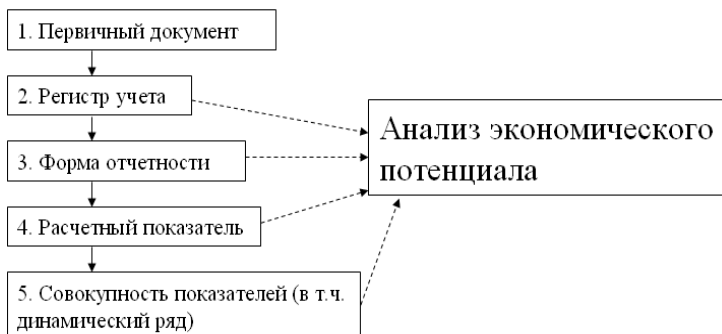 1. Первичный документ
2. Регистр учета
3. Форма отчетности
4. Расчетный показатель
5. Совокупность показателей (в т.ч.
динамический ряд)
Анализ экономического
потенциала